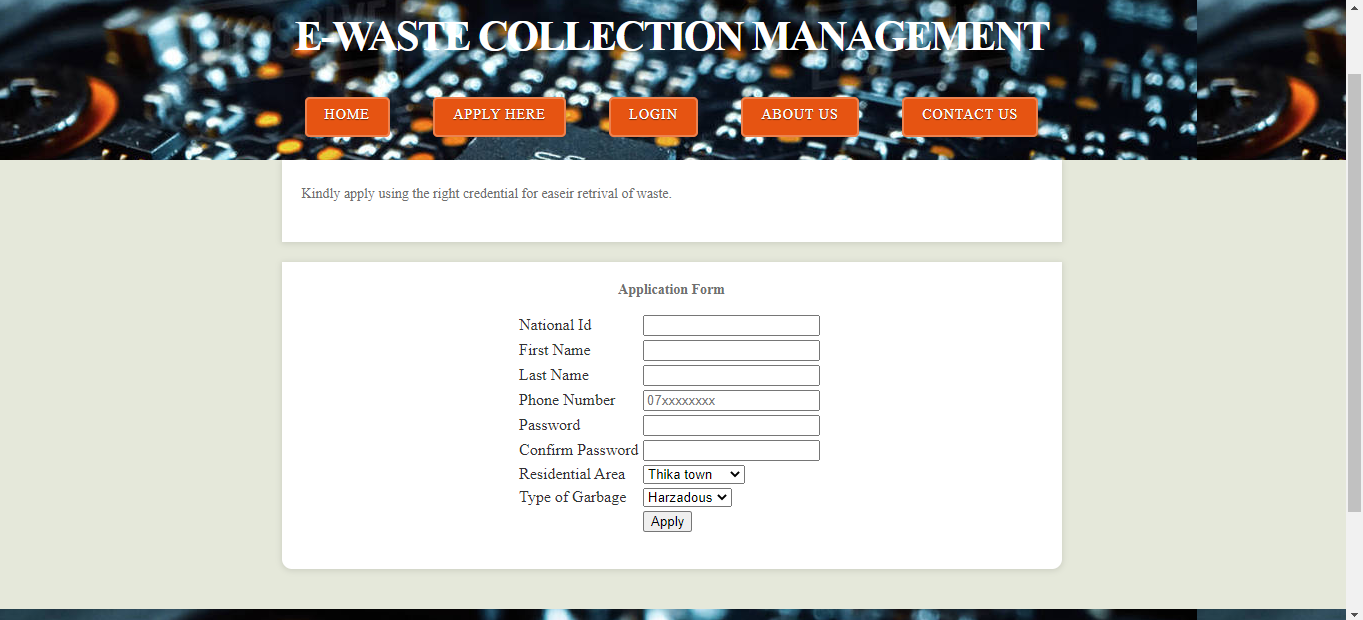 E-WASTE COLLECTION MANAGEMENT
HOME APPLY HERE LOGIN ABOUT US CONTACT US
Kindly apply using the right credential for easeir retrival of waste.
Application Form
National Id
First Name
Last Name
Phone Number 07xxxxxxxx
Password
Confirm Password
Residential Area Thika town
Type of Garbage Harzadous
Apply